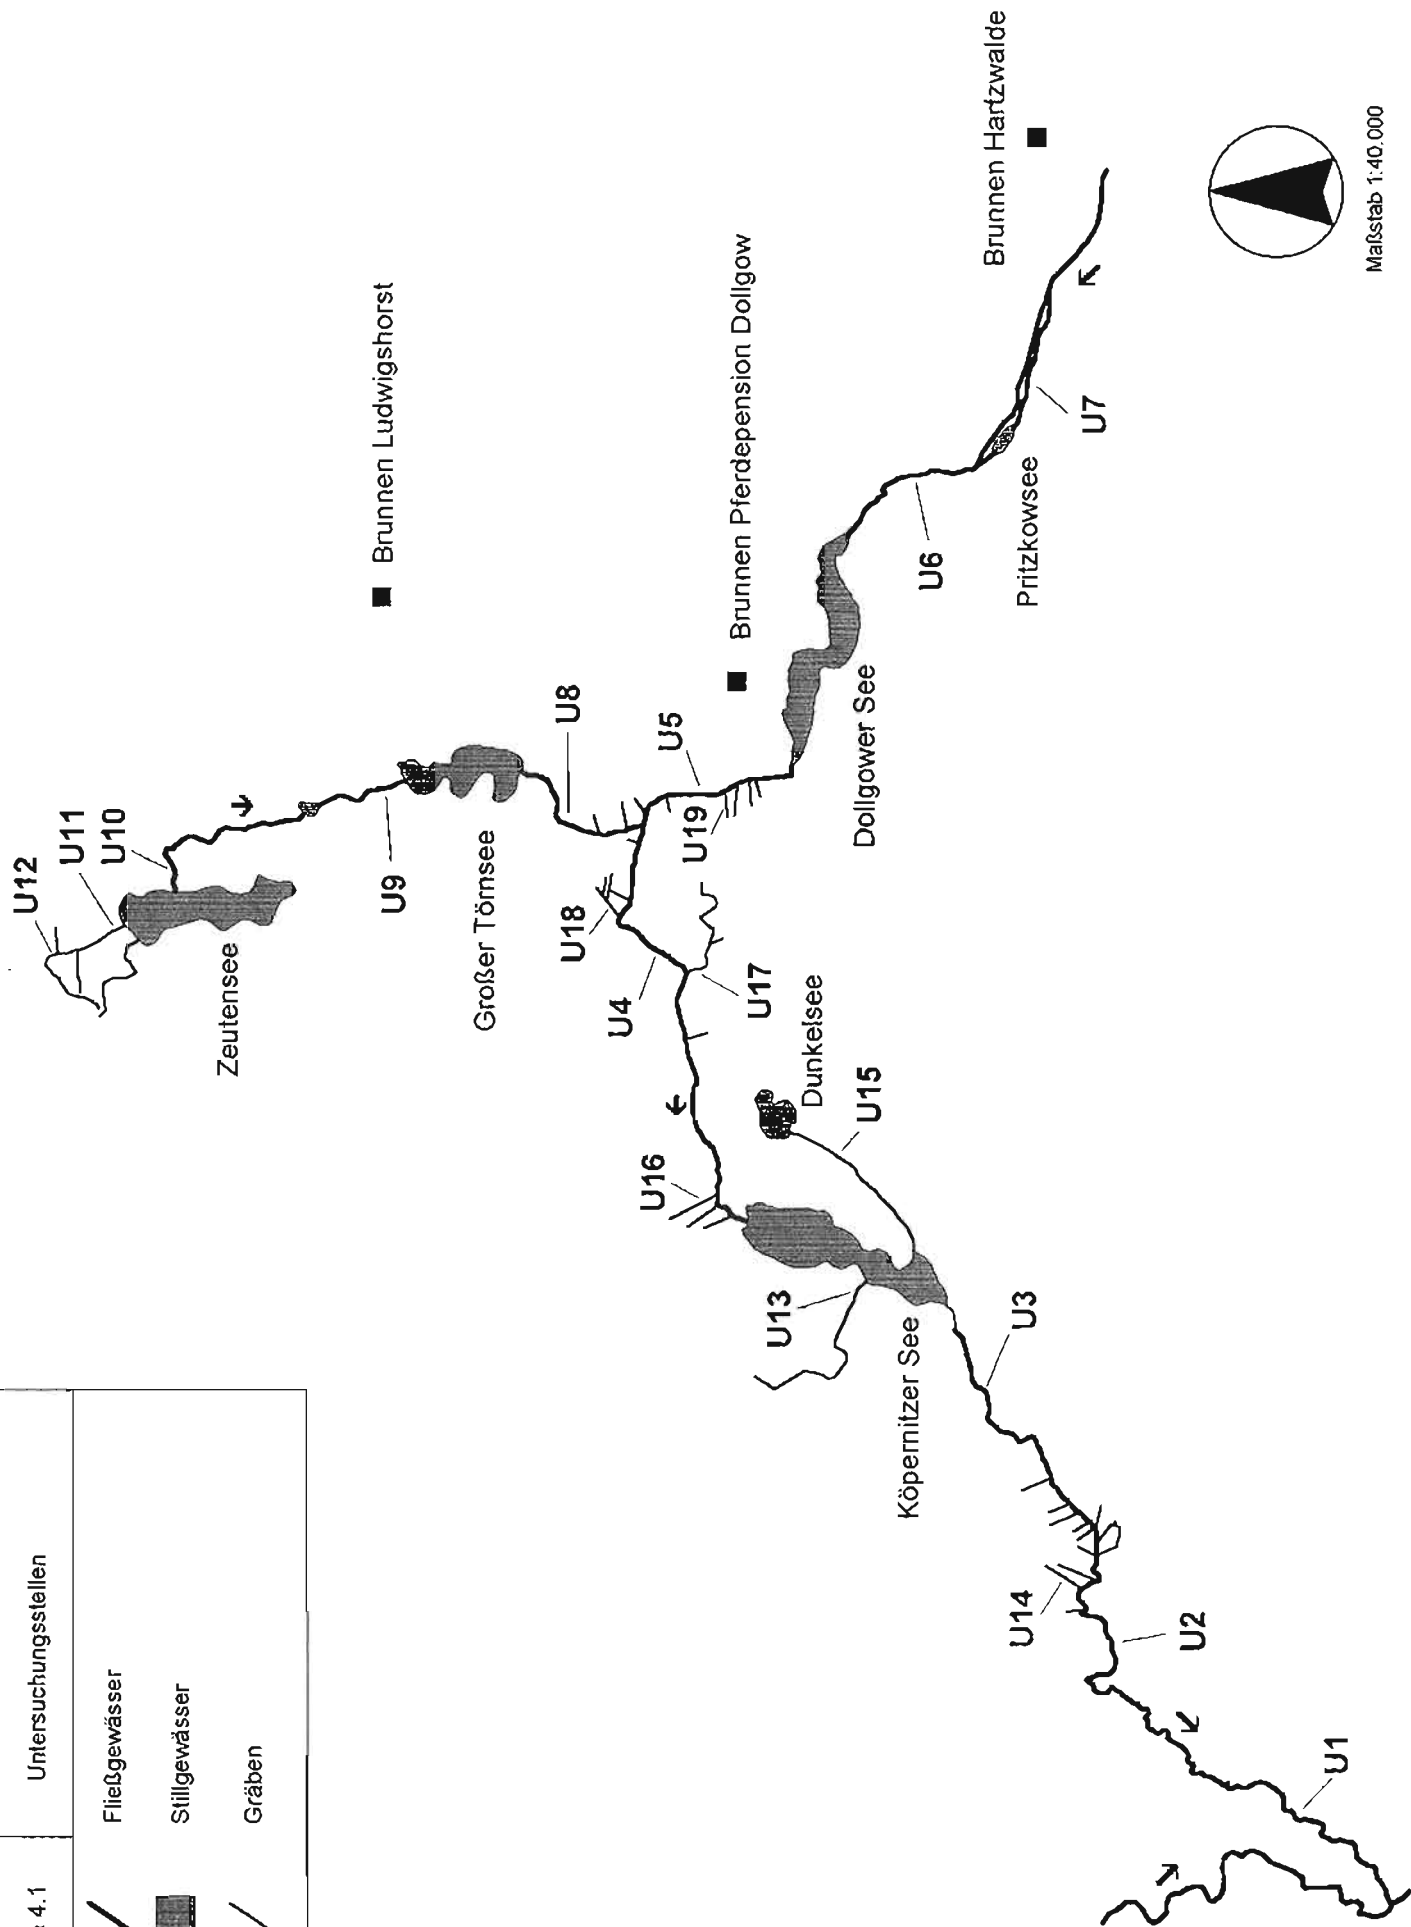 4.1
Untersuchungsstellen
Fließgewässer
Stillgewässer
Gräben
U12
U11
U10
Zeutensee
U9
Großer Törnsee
U8
Brunnen Ludwigshorst
U18
U4
U5
U19
U17
Brunnen Pferdepension Dollgow
Dollgower See
U16
Dunkelsee
U15
U13
Köpernitzer See
U3
U14
U2
U1
U6
Pritzkowsee
U7
Brunnen Hartzwalde
Maßstab 1:40.000